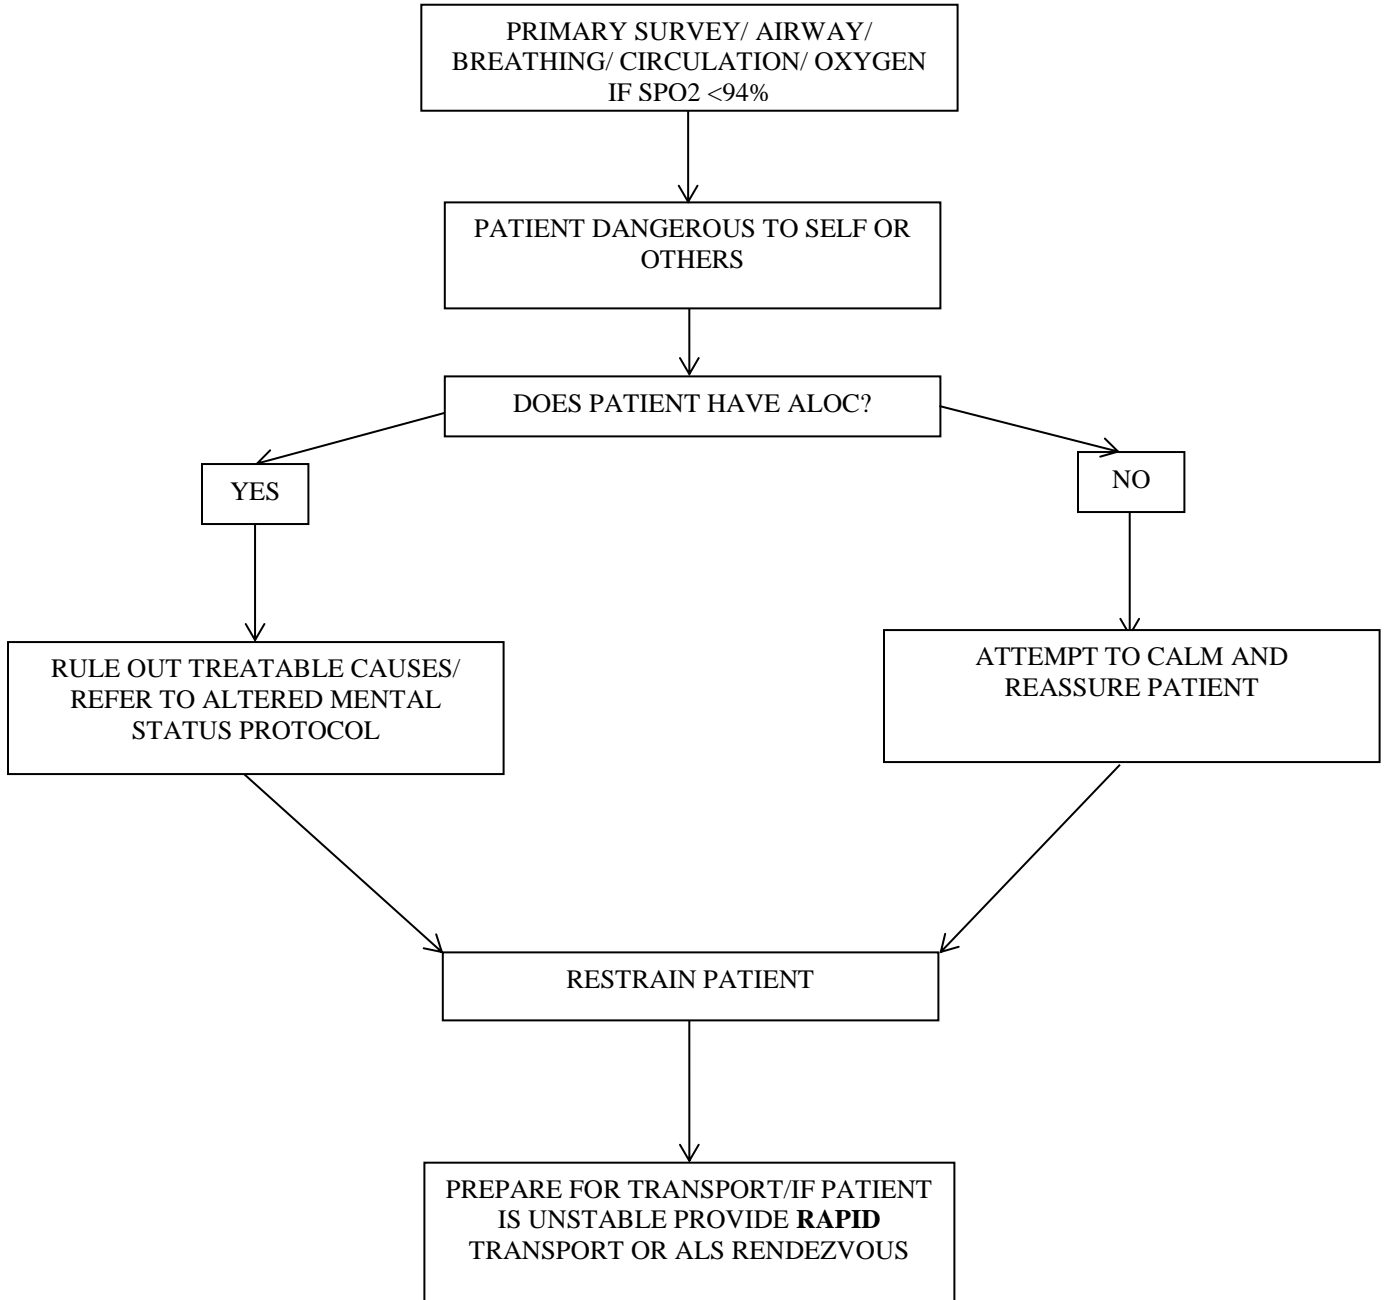 PRIMARY SURVEY/ AIRWAY/
BREATHING/ CIRCULATION/ OXYGEN
IF SPO2 <94%
PATIENT DANGEROUS TO SELF OR
OTHERS
DOES PATIENT HAVE ALOC?
YES
NO
RULE OUT TREATABLE CAUSES/
REFER TO ALTERED MENTAL
STATUS PROTOCOL
ATTEMPT TO CALM AND
REASSURE PATIENT
RESTRAIN PATIENT
PREPARE FOR TRANSPORT/IF PATIENT
IS UNSTABLE PROVIDE RAPID
TRANSPORT OR ALS RENDEZVOUS